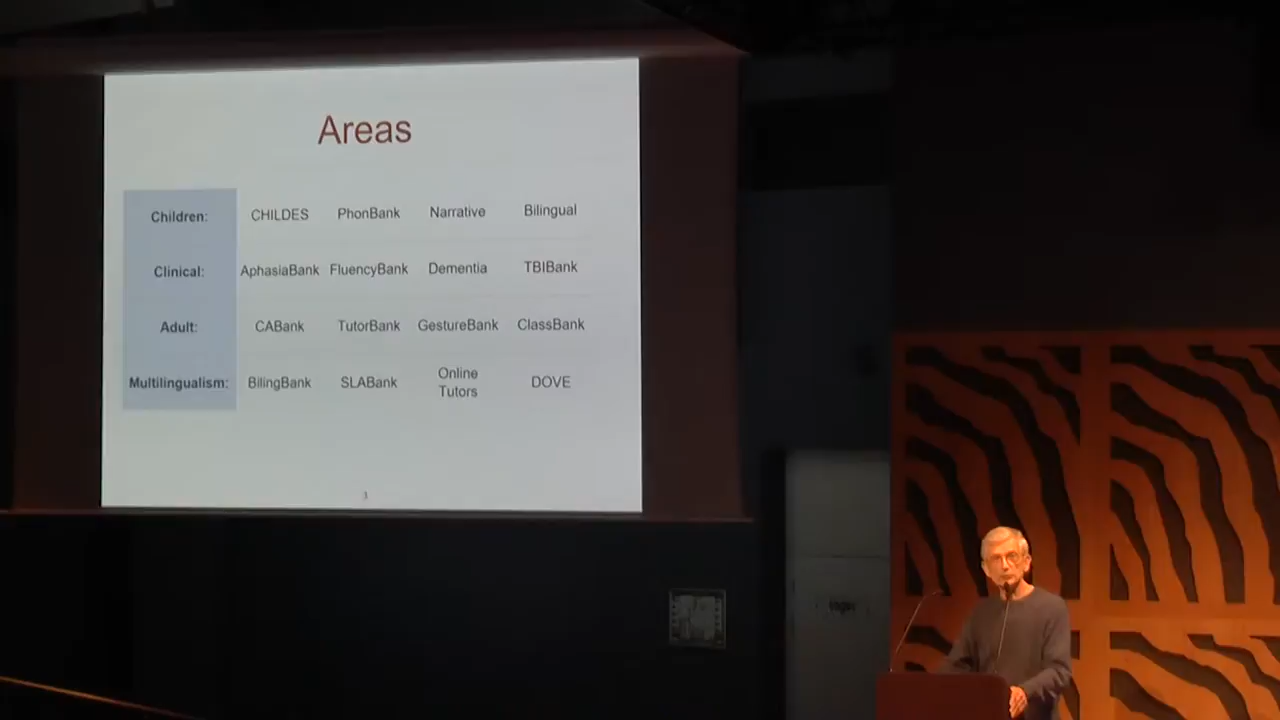 Areas
Children: CHILDES PhonBank Narrative Bilingual
Clinical: AphasiaBank FluencyBank Dementia TBIBank
Adult: CABank TutorBank GestureBank ClassBank
Multilingualism: BilingBank SLABank Online Tutors DOVE
3